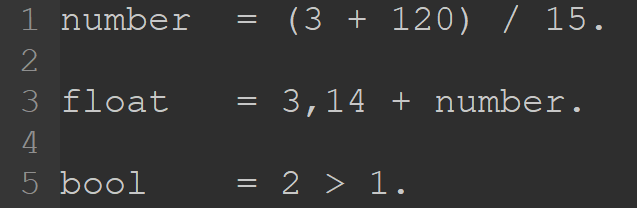 1 number = (3 + 120) / 15.
2
3 float = 3,14 + number.
4
5 bool = 2 > 1.